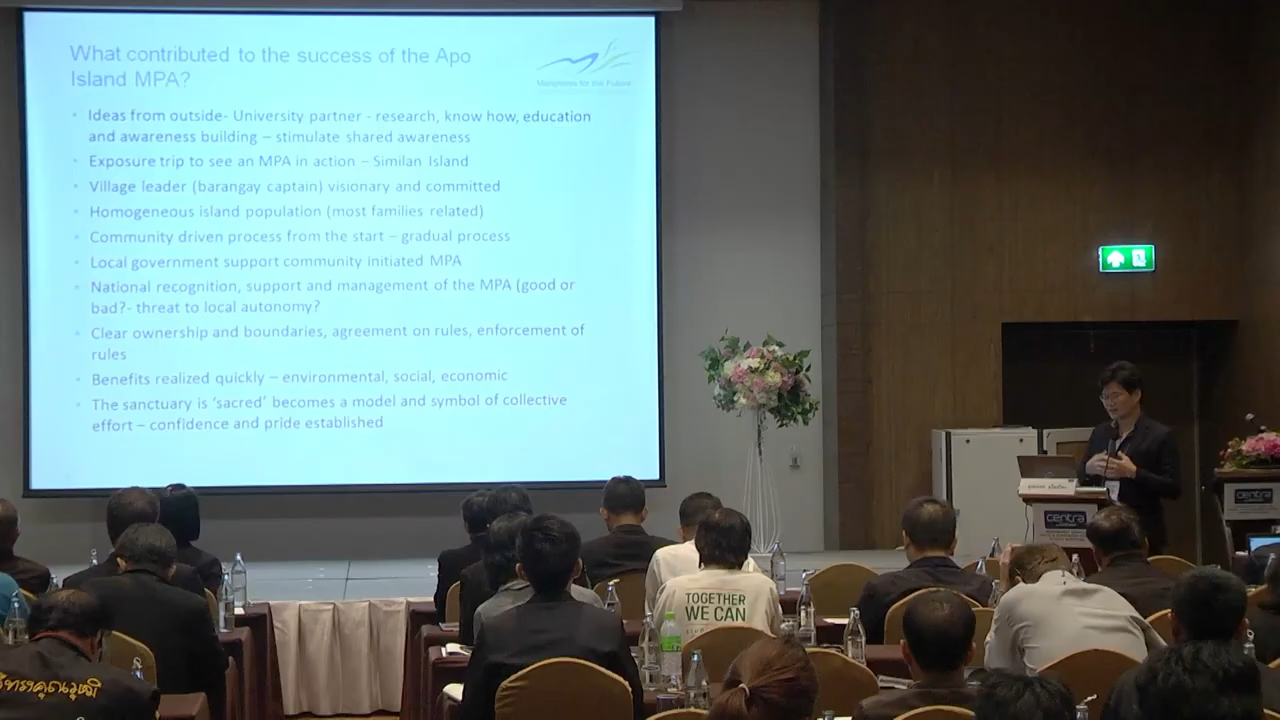 What contributed to the success of the Apo
Island MPA?
Mangroves for the Future
Ideas from outside- University partner - research, know how, education
and awareness building – stimulate shared awareness
Exposure trip to see an MPA in action – Similan Island
Village leader (barangay captain) visionary and committed
Homogeneous island population (most families related)
Community driven process from the start – gradual process
Local government support community initiated MPA
National recognition, support and management of the MPA (good or
bad?- threat to local autonomy?
Clear ownership and boundaries, agreement on rules, enforcement of
rules
Benefits realized quickly – environmental, social, economic
The sanctuary is ‘sacred’ becomes a model and symbol of collective
effort – confidence and pride established
centra
centra
TOGETHER
WE CAN